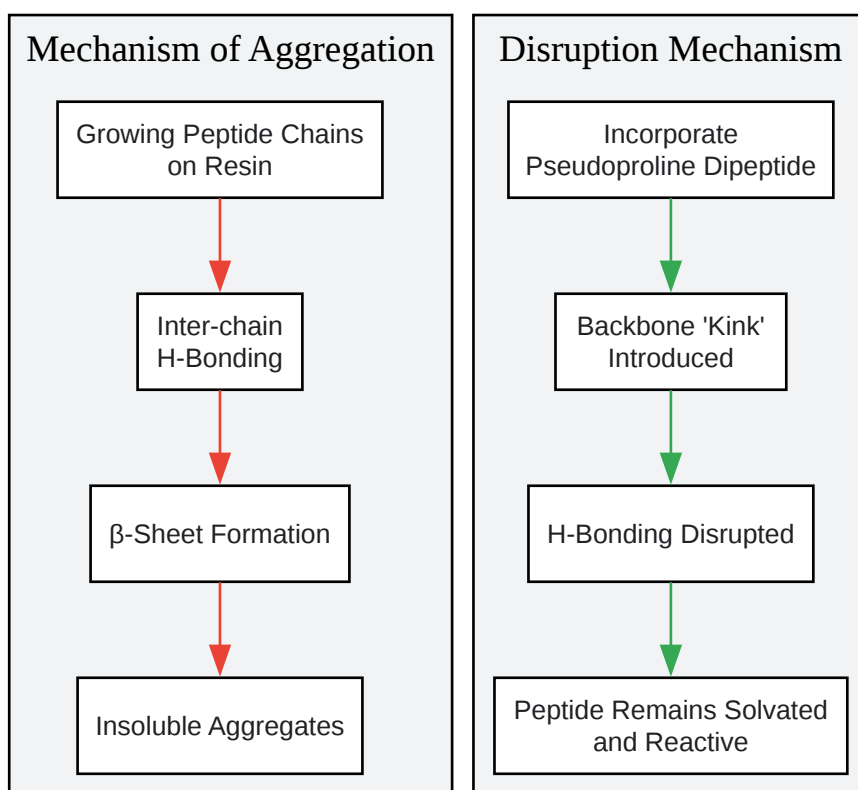 Mechanism of Aggregation
Growing Peptide Chains
on Resin
Inter-chain
H-Bonding
β-Sheet Formation
Insoluble Aggregates
Disruption Mechanism
Incorporate
Pseudoproline Dipeptide
Backbone 'Kink'
Introduced
H-Bonding Disrupted
Peptide Remains Solvated
and Reactive